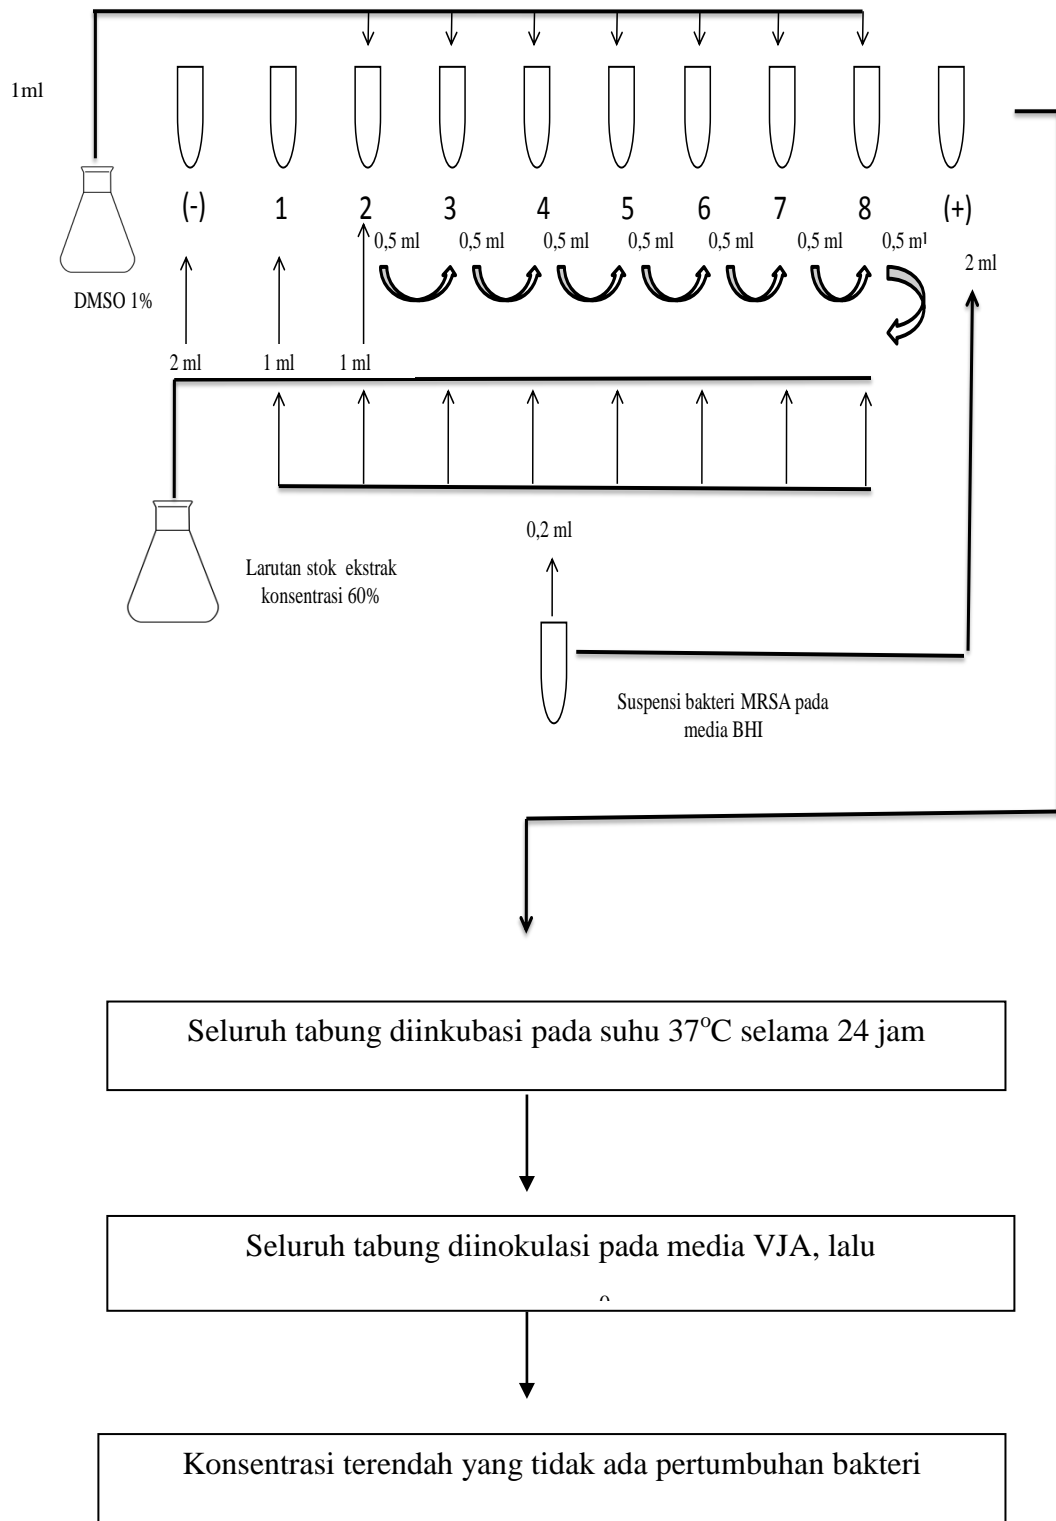 1ml
(-) 1 2 3 4 5 6 7 8 (+)
0,5 ml 0,5 ml 0,5 ml 0,5 ml 0,5 ml 0,5 ml 0,5 ml
2 ml
DMSO 1%
2 ml 1 ml 1 ml
0,2 ml
Larutan stok ekstrak
konsentrasi 60%
Suspensi bakteri MRSA pada
media BHI
Seluruh tabung diinkubasi pada suhu 37°C selama 24 jam
Seluruh tabung diinokulasi pada media VJA, lalu
Konsentrasi terendah yang tidak ada pertumbuhan bakteri